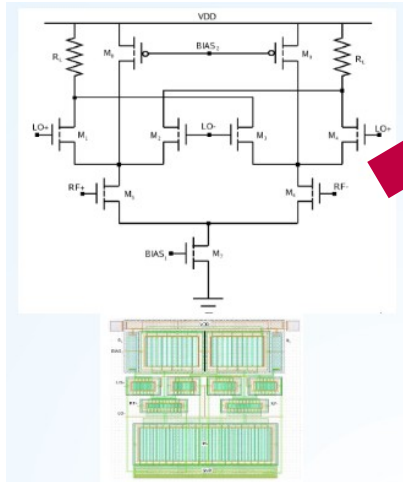 VDD
R_L M_8 BIAS_2 M_9 R_L
LO+ M_1 M_2 LO- M_3 M_4 LO+
RF+ M_5 M_6 RF-
BIAS_1 M_7